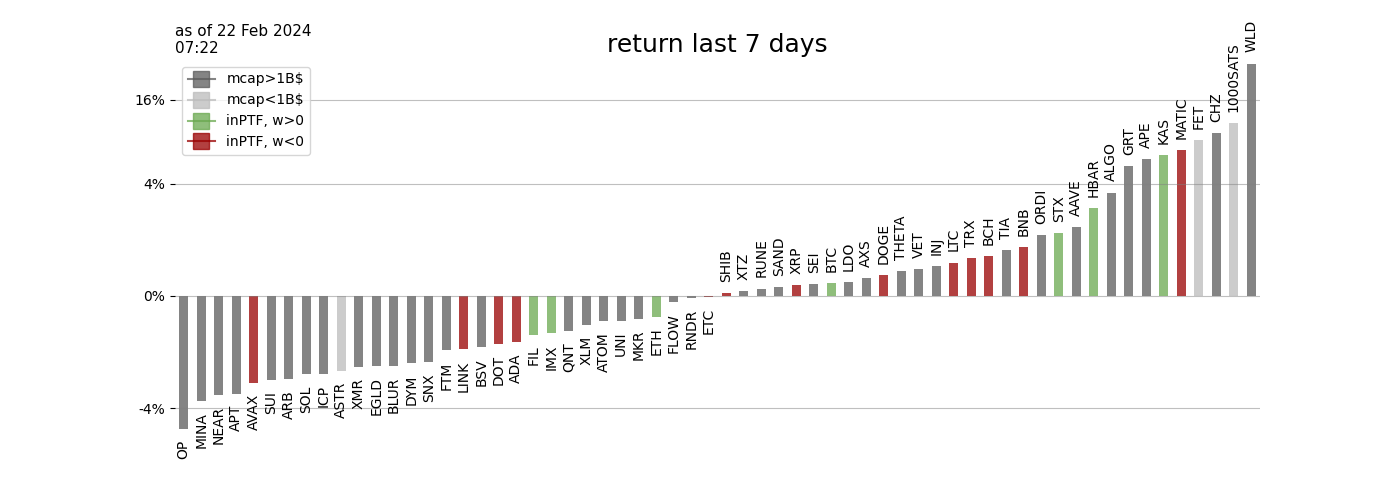 as of 22 Feb 2024
07:22
return last 7 days
mcap>1B$
mcap<1B$
inPTF, w>0
inPTF, w<0
16%
4%
0%
-4%
OP
MINA
NEAR
APT
AVAX
SUI
ARB
SOL
ICP
ASTR
XMR
EGLD
BLUR
DYM
SNX
FTM
LINK
BSV
DOT
ADA
FIL
IMX
QNT
XLM
ATOM
UNI
MKR
ETH
FLOW
RNDR
ETC
SHIB
XTZ
RUNE
SAND
XRP
SEI
BTC
LDO
AXS
DOGE
THETA
VET
INJ
LTC
TRX
BCH
TIA
BNB
ORDI
STX
AAVE
HBAR
ALGO
GRT
APE
KAS
MATIC
FET
CHZ
1000SATS
WLD